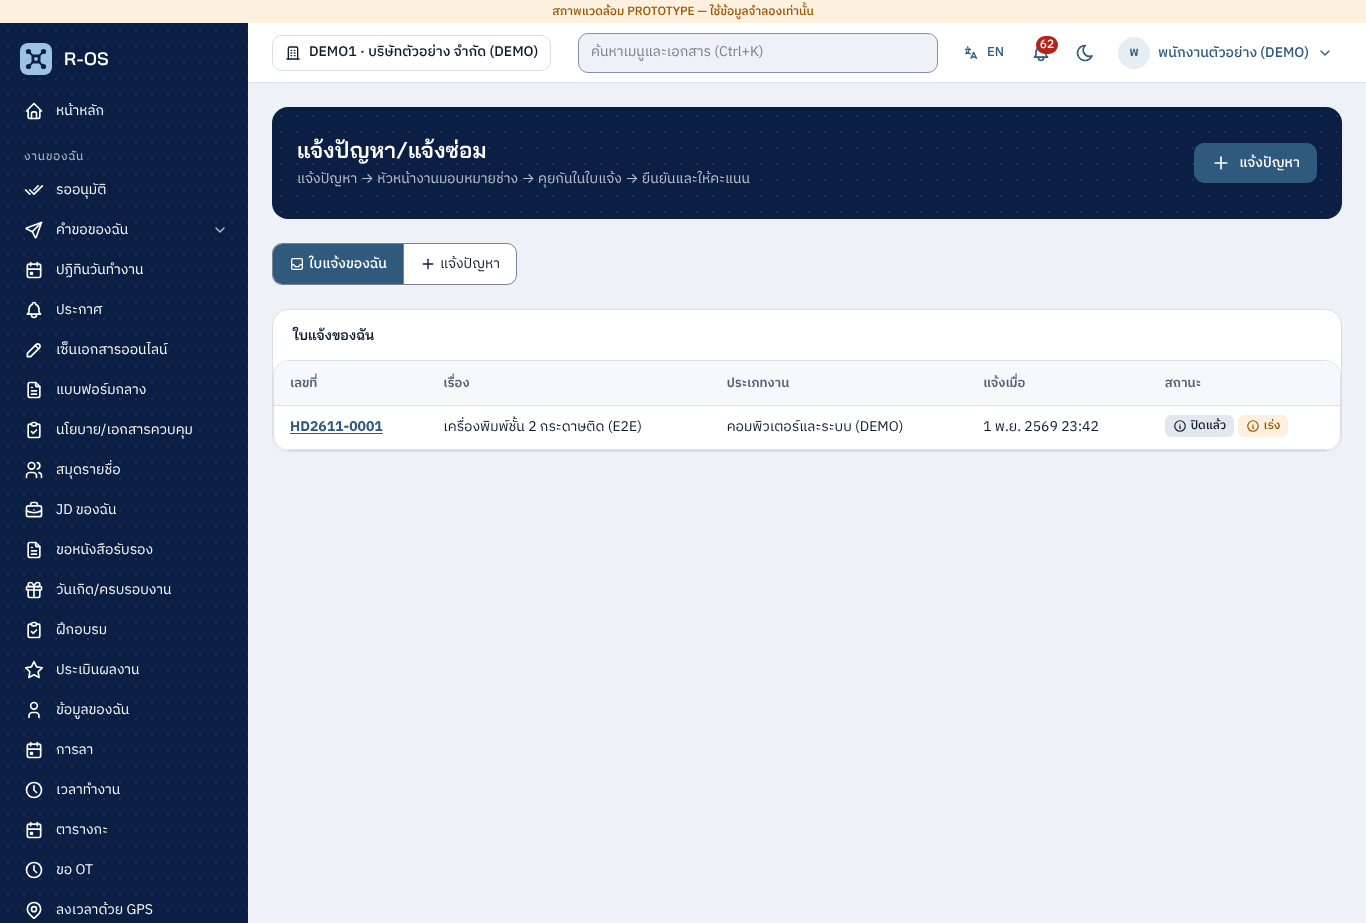 สภาพแวดล้อม PROTOTYPE — ใช้ข้อมูลจำลองเท่านั้น
R-OS
DEMO1 · บริษัทตัวอย่าง จำกัด (DEMO)
ค้นหาเมนูและเอกสาร (Ctrl+K)
EN
62
พ
พนักงานตัวอย่าง (DEMO)
หน้าหลัก
งานของฉัน
รออนุมัติ
คำขอของฉัน
ปฏิทินวันทำงาน
ประกาศ
เซ็นเอกสารออนไลน์
แบบฟอร์มกลาง
นโยบาย/เอกสารควบคุม
สมุดรายชื่อ
JD ของฉัน
ขอหนังสือรับรอง
วันเกิด/ครบรอบงาน
ฝึกอบรม
ประเมินผลงาน
ข้อมูลของฉัน
การลา
เวลาทำงาน
ตารางกะ
ขอ OT
ลงเวลาด้วย GPS
แจ้งปัญหา/แจ้งซ่อม
แจ้งปัญหา → หัวหน้างานมอบหมายช่าง → คุยกันในใบแจ้ง → ยืนยันและให้คะแนน
แจ้งปัญหา
ใบแจ้งของฉัน
แจ้งปัญหา
ใบแจ้งของฉัน
เลขที่ เรื่อง ประเภทงาน แจ้งเมื่อ สถานะ
HD2611-0001 เครื่องพิมพ์ชั้น 2 กระดาษติด (E2E) คอมพิวเตอร์และระบบ (DEMO) 1 พ.ย. 2569 23:42 ปิดแล้ว เร่ง